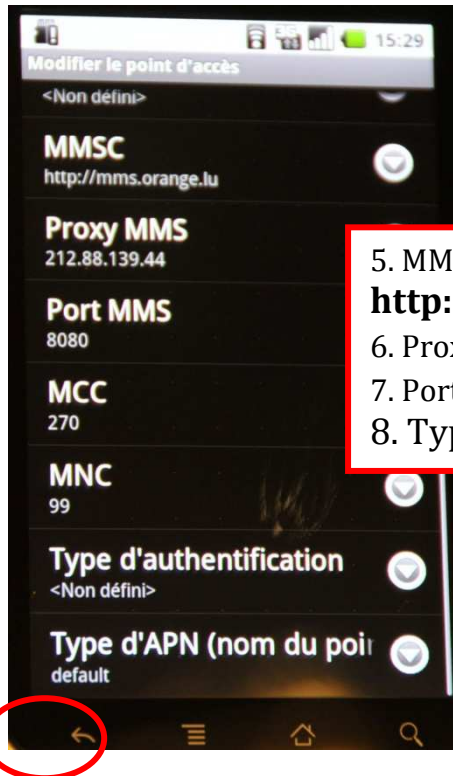 15:29
Modifier le point d'accès
<Non défini>
MMSC
http://mms.orange.lu
Proxy MMS
212.88.139.44
Port MMS
8080
MCC
270
MNC
99
Type d'authentification
<Non défini>
Type d'APN (nom du poir
default
5. MM
http:
6. Prox
7. Port
8. Typ